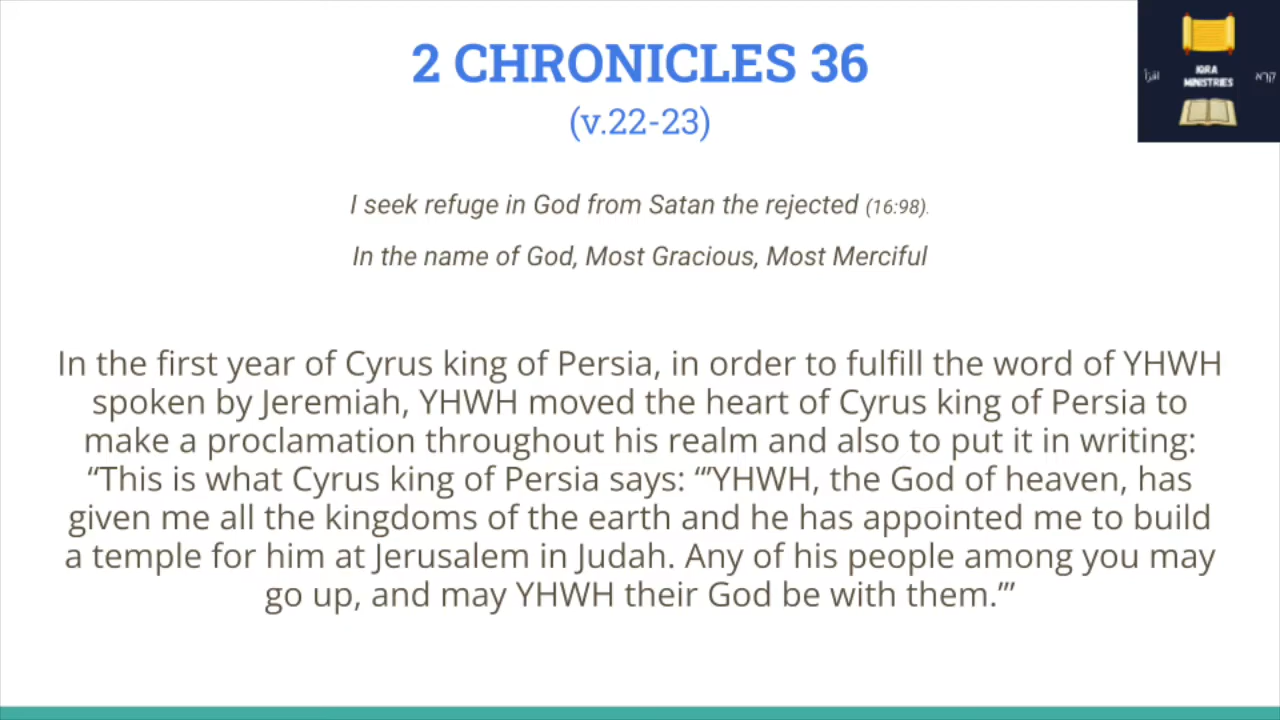 2 CHRONICLES 36
(v.22-23)
IQRA
MINISTRIES
اقرأ
קרא
I seek refuge in God from Satan the rejected (16:98).
In the name of God, Most Gracious, Most Merciful
In the first year of Cyrus king of Persia, in order to fulfill the word of YHWH
spoken by Jeremiah, YHWH moved the heart of Cyrus king of Persia to
make a proclamation throughout his realm and also to put it in writing:
“This is what Cyrus king of Persia says: “‘YHWH, the God of heaven, has
given me all the kingdoms of the earth and he has appointed me to build
a temple for him at Jerusalem in Judah. Any of his people among you may
go up, and may YHWH their God be with them.’”